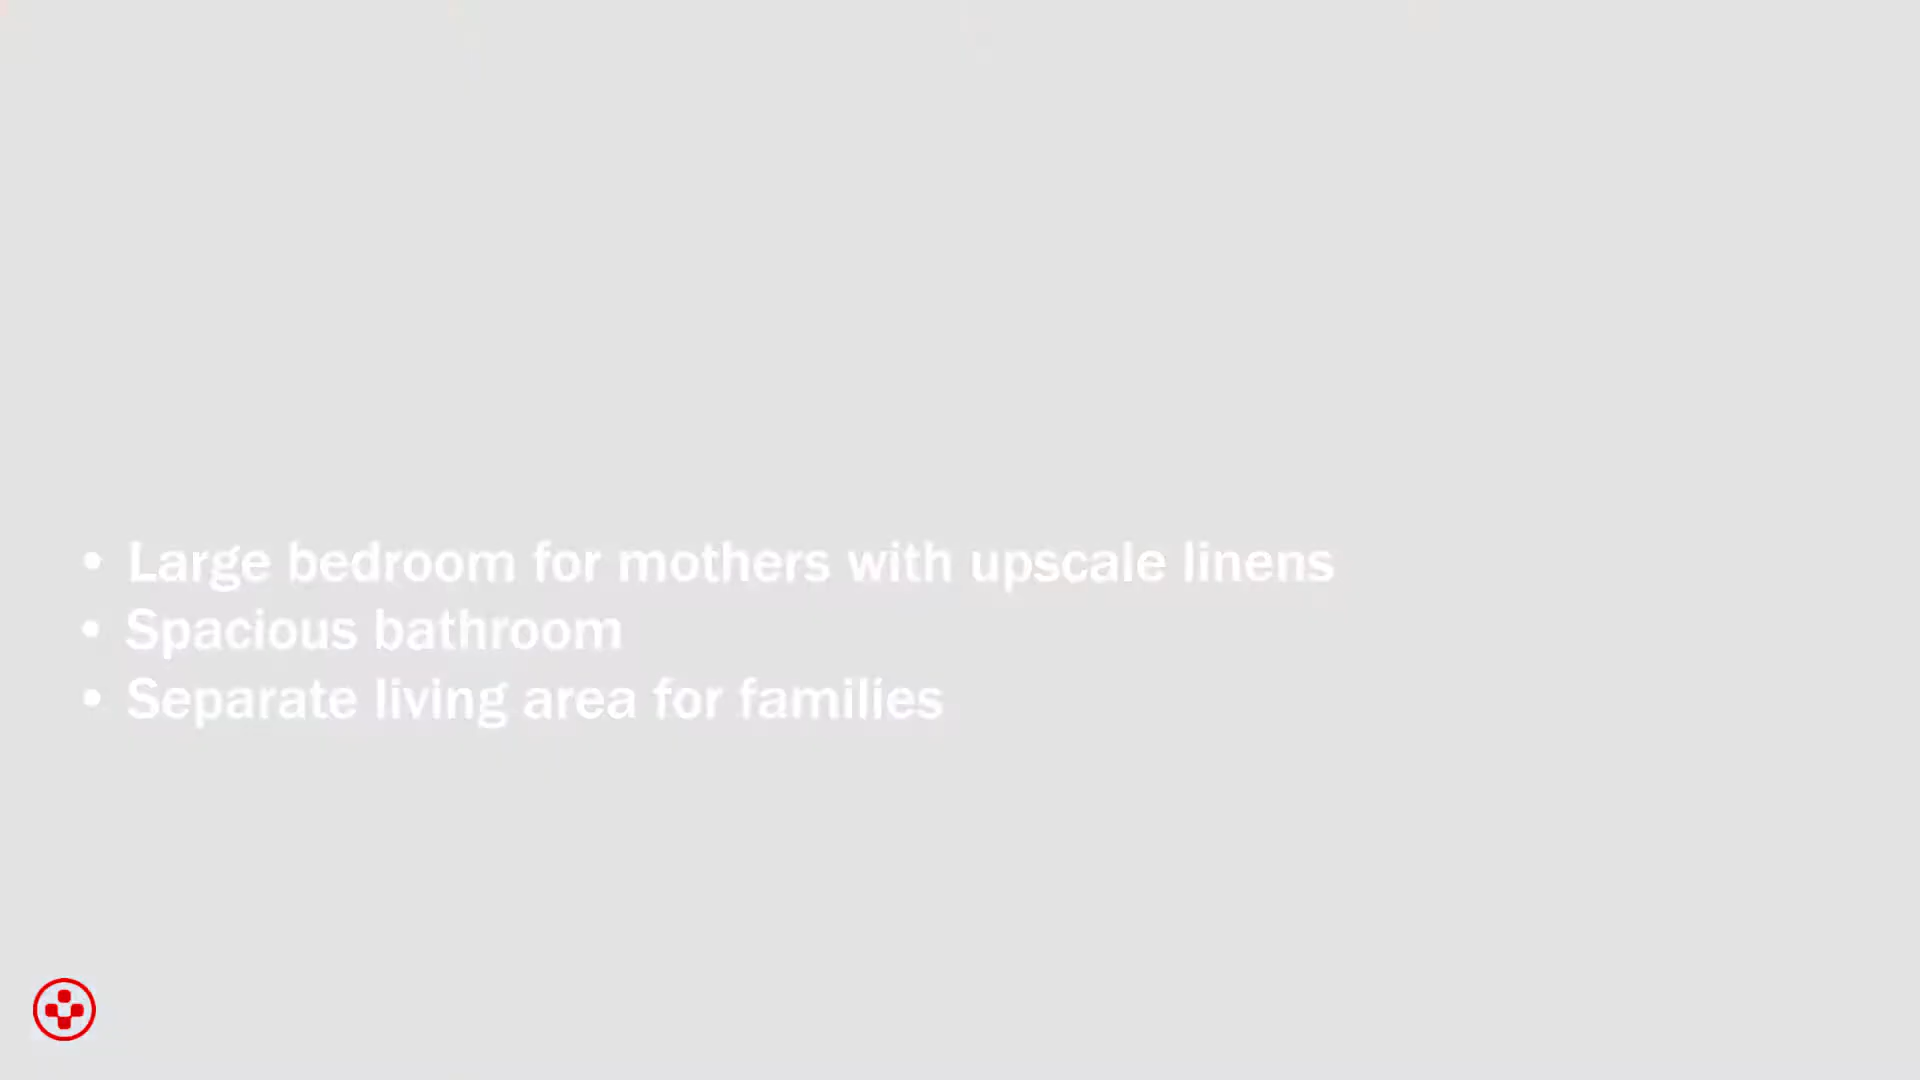 • Large bedroom for mothers with upscale linens
• Spacious bathroom
• Separate living area for families